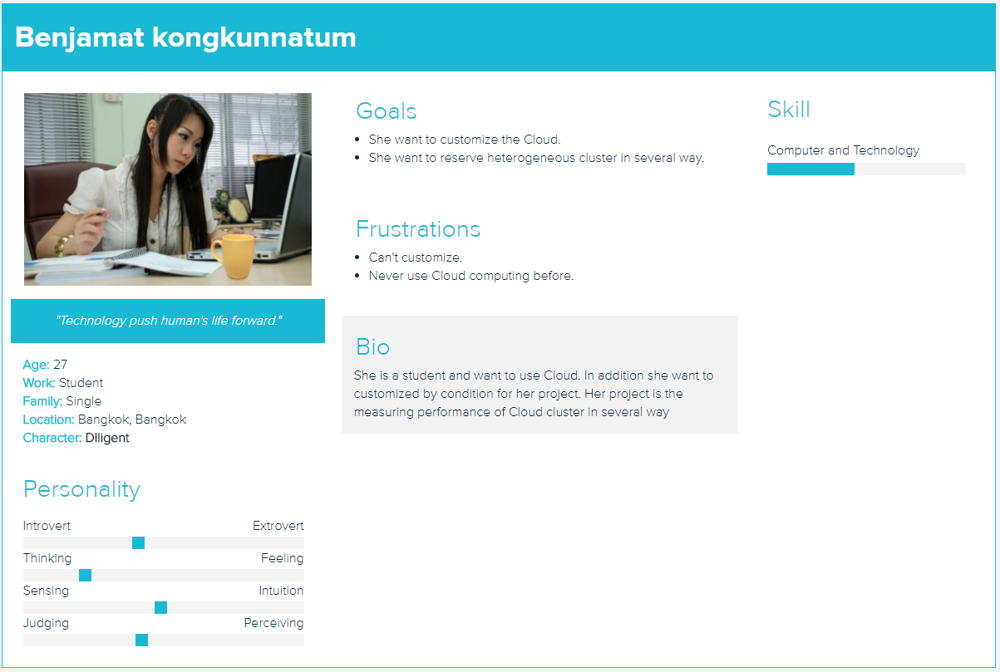 Benjamat kongkunnatum
"Technology push human's life forward."
Age: 27
Work: Student
Family: Single
Location: Bangkok, Bangkok
Character: DIligent
Personality
Introvert Extrovert
Thinking Feeling
Sensing Intuition
Judging Perceiving
Goals
• She want to customize the Cloud.
• She want to reserve heterogeneous cluster in several way.
Frustrations
• Can't customize.
• Never use Cloud computing before.
Bio
She is a student and want to use Cloud. In addition she want to
customized by condition for her project. Her project is the
measuring performance of Cloud cluster in several way
Skill
Computer and Technology